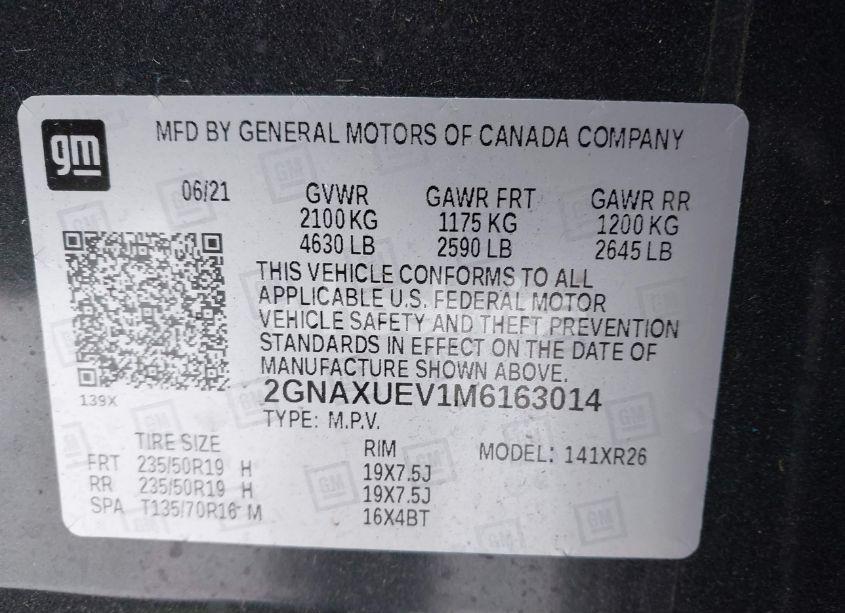 gm
MFD BY GENERAL MOTORS OF CANADA COMPANY
06/21 GVWR GAWR FRT GAWR RR
2100 KG 1175 KG 1200 KG
4630 LB 2590 LB 2645 LB
THIS VEHICLE CONFORMS TO ALL
APPLICABLE U.S. FEDERAL MOTOR
VEHICLE SAFETY AND THEFT PREVENTION
STANDARDS IN EFFECT ON THE DATE OF
MANUFACTURE SHOWN ABOVE.
139X
2GNAXUEV1M6163014
TYPE: M.P.V.
TIRE SIZE RIM MODEL: 141XR26
FRT 235/50R19 H 19X7.5J
RR 235/50R19 H 19X7.5J
SPA T135/70R16 M 16X4BT